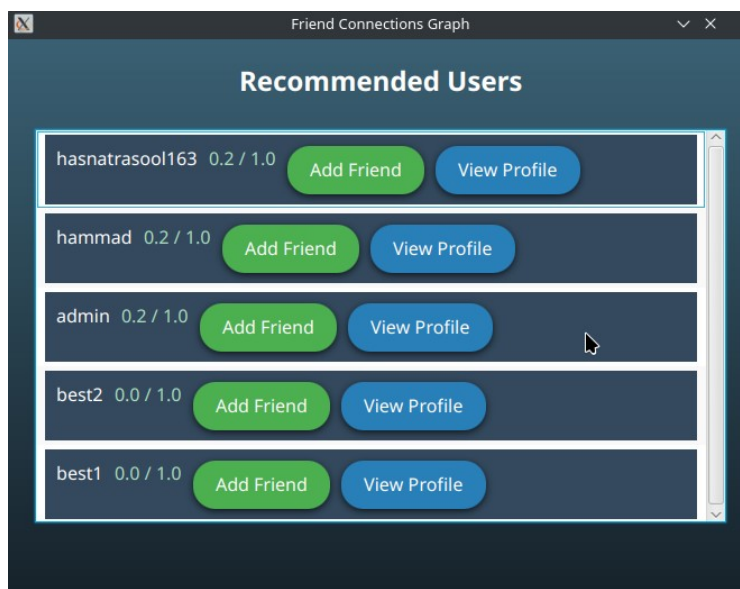 Friend Connections Graph
Recommended Users
hasnatrasool163 0.2 / 1.0 Add Friend View Profile
hammad 0.2 / 1.0 Add Friend View Profile
admin 0.2 / 1.0 Add Friend View Profile
best2 0.0 / 1.0 Add Friend View Profile
best1 0.0 / 1.0 Add Friend View Profile